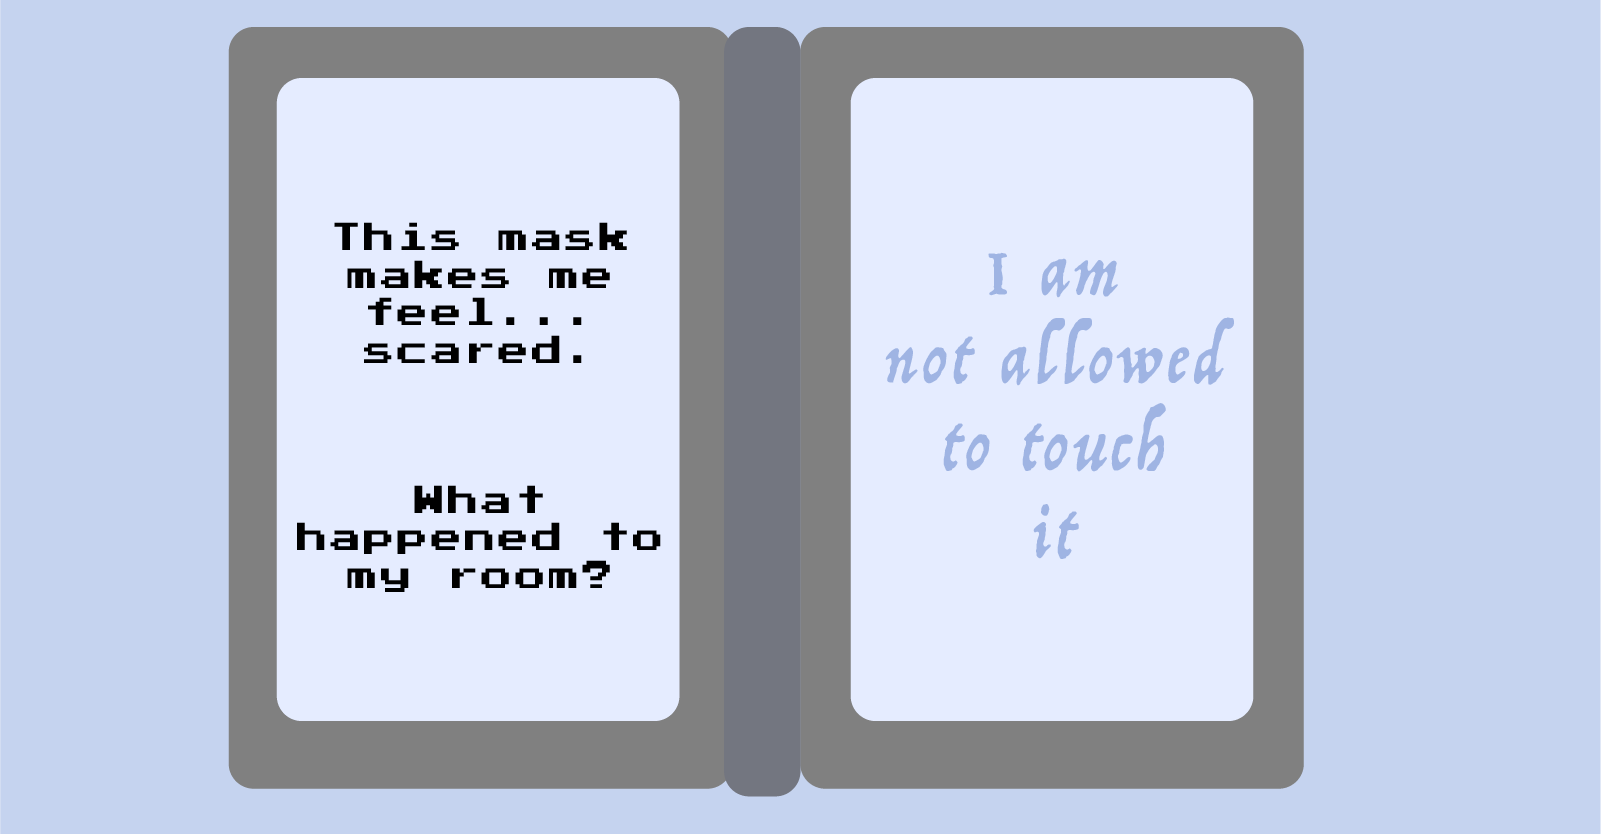 This mask
makes me
feel...
scared.
What
happened to
my room?
I am
not allowed
to touch
it